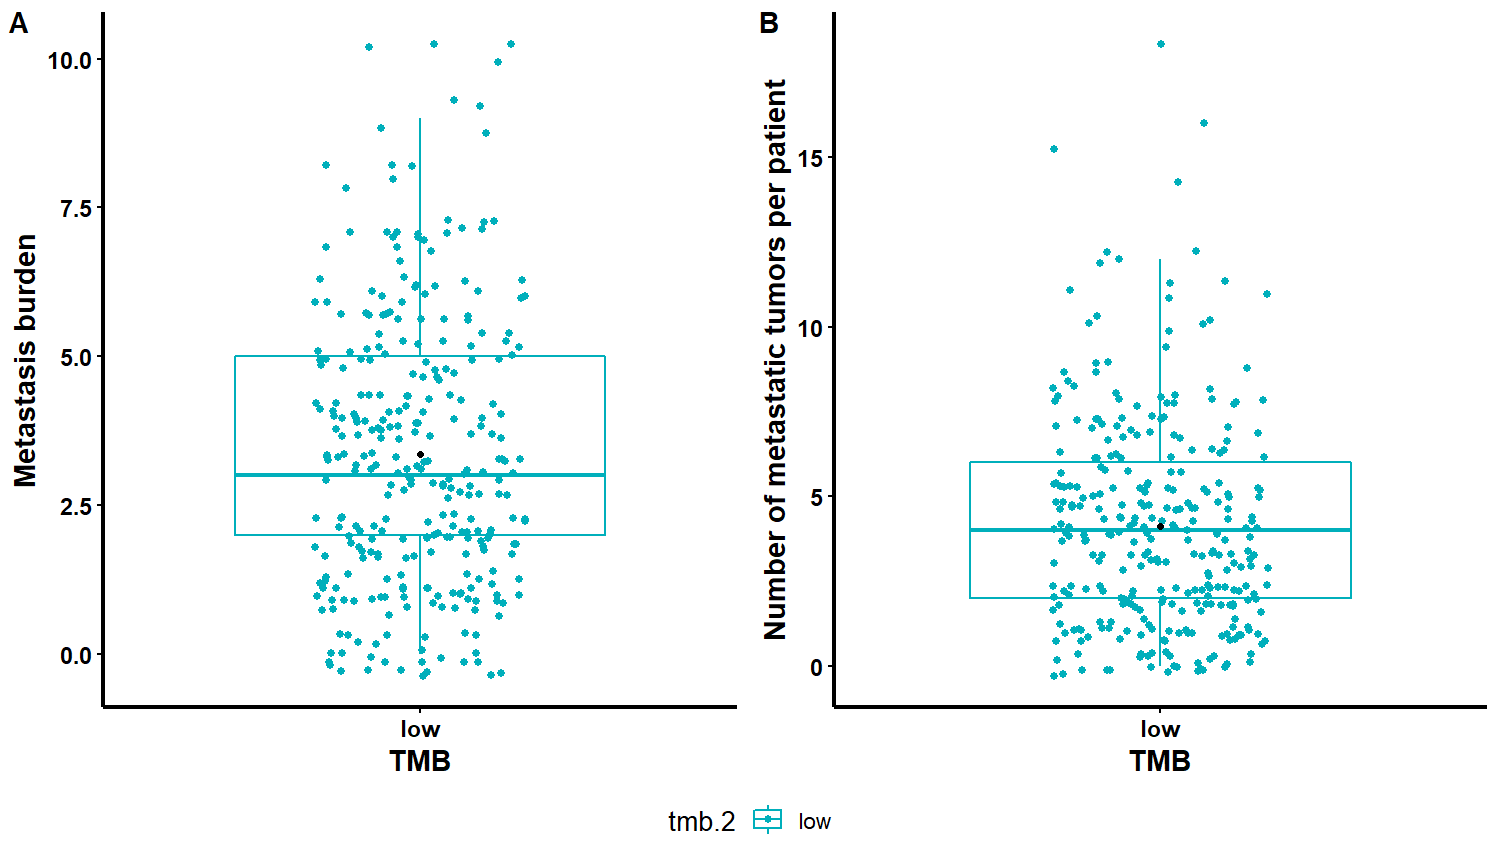 A
Metastasis burden
10.0
7.5
5.0
2.5
0.0
low
TMB
B
Number of metastatic tumors per patient
15
10
5
0
low
TMB
tmb.2 low